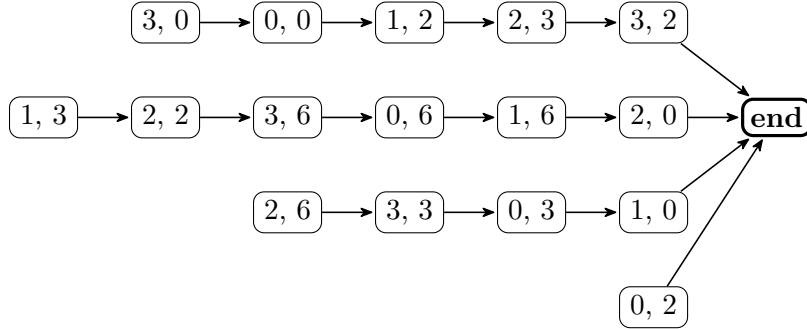 3, 0 0, 0 1, 2 2, 3 3, 2
1, 3 2, 2 3, 6 0, 6 1, 6 2, 0 end
2, 6 3, 3 0, 3 1, 0
0, 2